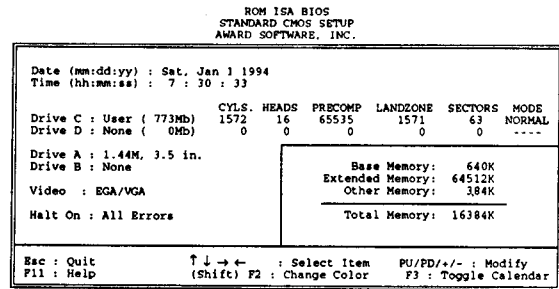 ROM ISA BIOS
STANDARD CMOS SETUP
AWARD SOFTWARE, INC.
Date (mm:dd:yy) : Sat, Jan 1 1994
Time (hh:mm:ss) : 7 : 30 : 33
CYLS. HEADS PRECOMP LANDZONE SECTORS MODE
Drive C : User ( 773Mb) 1572 16 65535 1571 63 NORMAL
Drive D : None ( 0Mb) 0 0 0 0 0 ----
Drive A : 1.44M, 3.5 in.
Drive B : None
Video : EGA/VGA
Halt On : All Errors
Base Memory: 640K
Extended Memory: 64512K
Other Memory: 384K
Total Memory: 16384K
Esc : Quit ↑ ↓ → ← : Select Item PU/PD/+/- : Modify
F11 : Help (Shift) F2 : Change Color F3 : Toggle Calendar